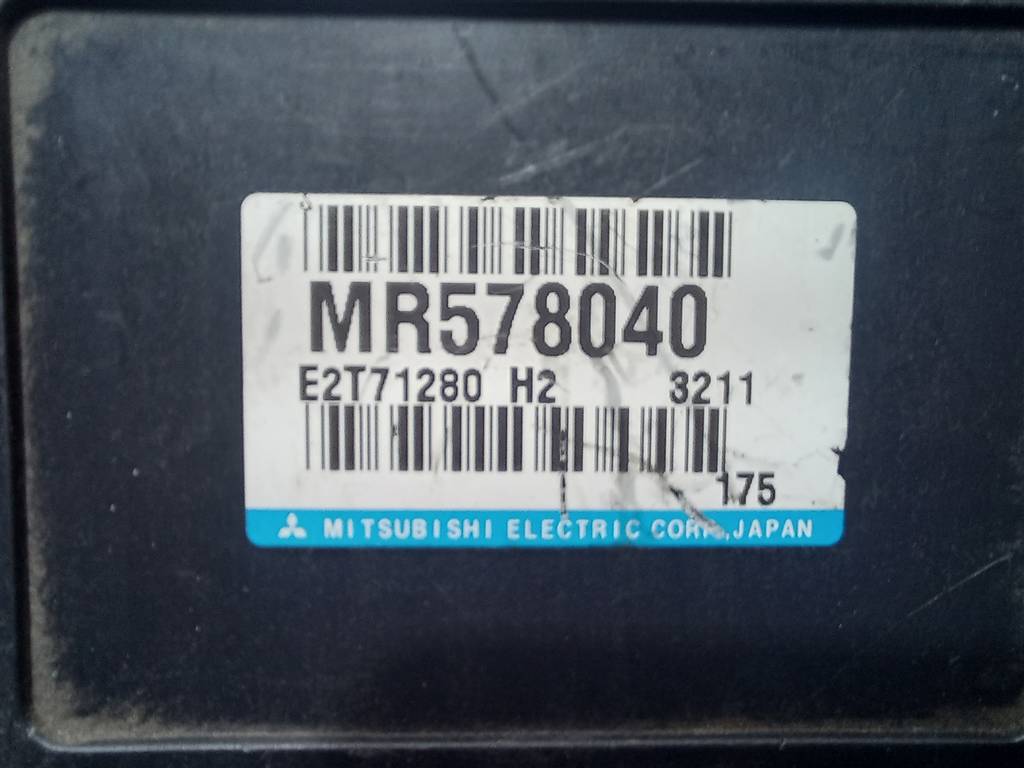 MR578040
E2T71280 H2 3211
175
MITSUBISHI ELECTRIC CORP.,JAPAN